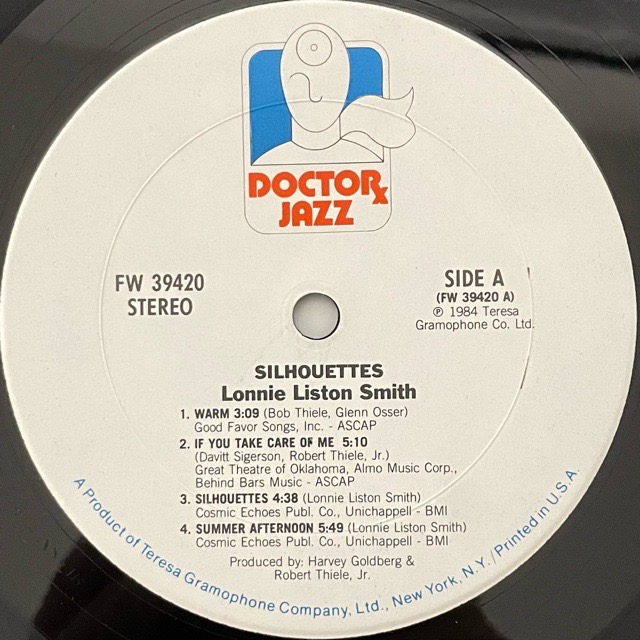 DOCTOR℞
JAZZ
FW 39420
STEREO
SIDE A
(FW 39420 A)
℗ 1984 Teresa
Gramophone Co. Ltd.
SILHOUETTES
Lonnie Liston Smith
1. WARM 3:09 (Bob Thiele, Glenn Osser)
Good Favor Songs, Inc. - ASCAP
2. IF YOU TAKE CARE OF ME 5:10
(Davitt Sigerson, Robert Thiele, Jr.)
Great Theatre of Oklahoma, Almo Music Corp.,
Behind Bars Music - ASCAP
3. SILHOUETTES 4:38 (Lonnie Liston Smith)
Cosmic Echoes Publ. Co., Unichappell - BMI
4. SUMMER AFTERNOON 5:49 (Lonnie Liston Smith)
Cosmic Echoes Publ. Co., Unichappell - BMI
Produced by: Harvey Goldberg &
Robert Thiele, Jr.
A Product of Teresa Gramophone Company, Ltd., New York, N.Y./Printed in U.S.A.